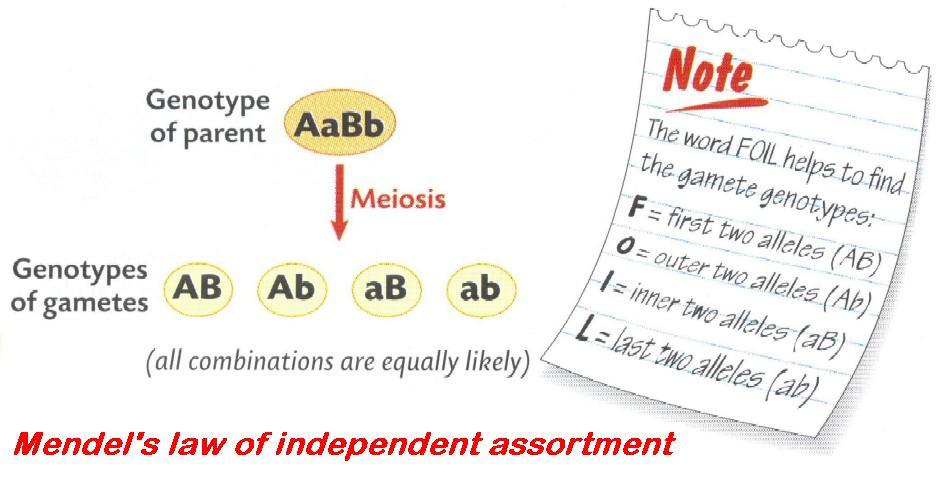 Genotype
of parent
AaBb
Meiosis
Genotypes
of gametes
AB
Ab
aB
ab
(all combinations are equally likely)
Mendel's law of independent assortment
Note
The word FOIL helps to find
the gamete genotypes:
F = first two alleles (AB)
O = outer two alleles (Ab)
I = inner two alleles (aB)
L = last two alleles (ab)